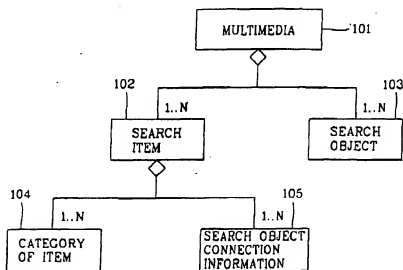 MULTIMEDIA
101
102
103
1..N
1..N
SEARCH
ITEM
SEARCH
OBJECT
104
105
1..N
1..N
CATEGORY
OF ITEM
SEARCH OBJECT
CONNECTION
INFORMATION